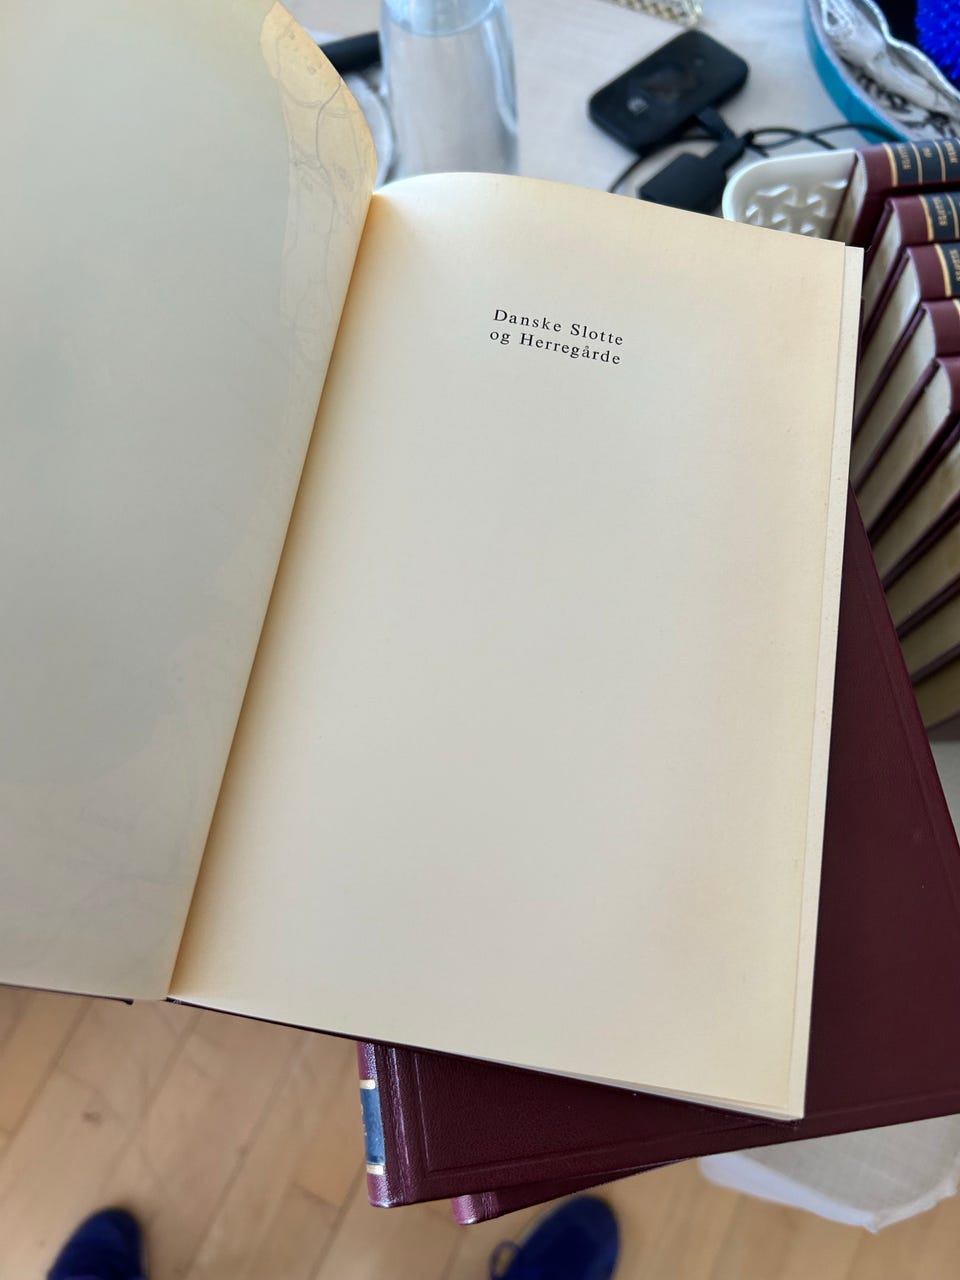 Danske Slotte
og Herregårde